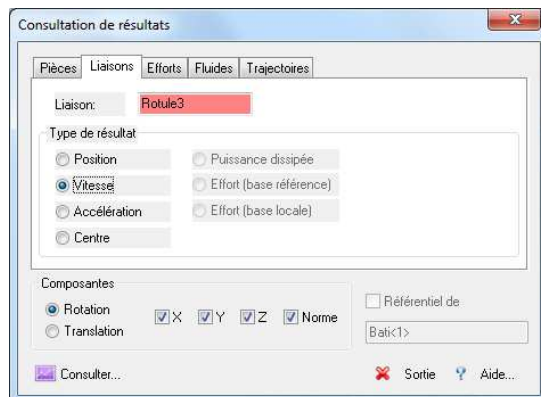 Consultation de résultats
Pièces Liaisons Efforts Fluides Trajectoires
Liaison: Rotule3
Type de résultat
Position Puissance dissipée
Vitesse Effort (base référence)
Accélération Effort (base locale)
Centre
Composantes
Rotation X Y Z Norme Référentiel de
Translation Bati<1>
Consulter... Sortie ? Aide...